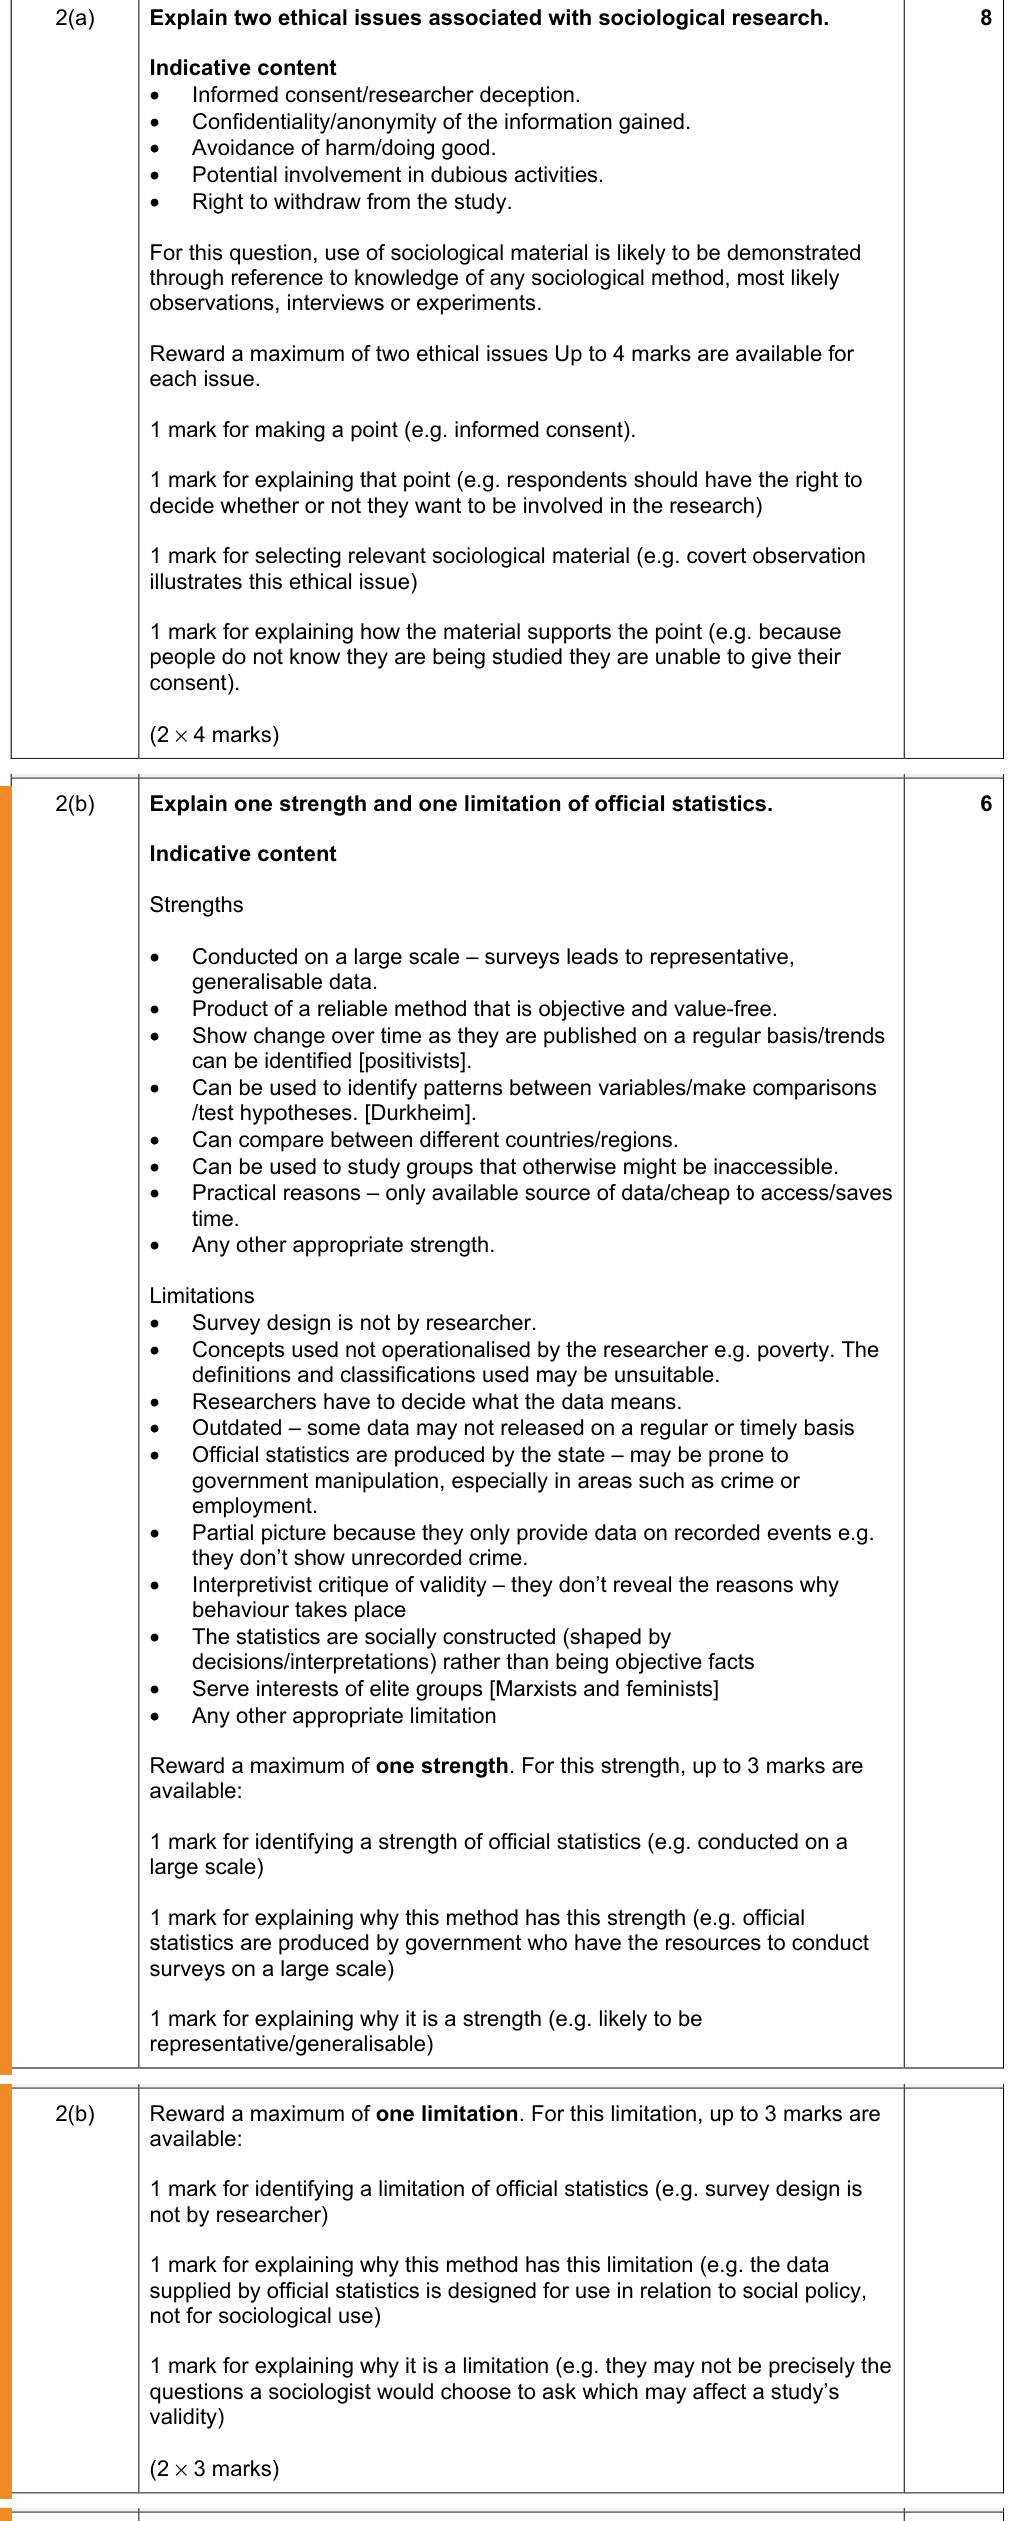 2(a) Explain two ethical issues associated with sociological research. 8
Indicative content
• Informed consent/researcher deception.
• Confidentiality/anonymity of the information gained.
• Avoidance of harm/doing good.
• Potential involvement in dubious activities.
• Right to withdraw from the study.
For this question, use of sociological material is likely to be demonstrated
through reference to knowledge of any sociological method, most likely
observations, interviews or experiments.
Reward a maximum of two ethical issues Up to 4 marks are available for
each issue.
1 mark for making a point (e.g. informed consent).
1 mark for explaining that point (e.g. respondents should have the right to
decide whether or not they want to be involved in the research)
1 mark for selecting relevant sociological material (e.g. covert observation
illustrates this ethical issue)
1 mark for explaining how the material supports the point (e.g. because
people do not know they are being studied they are unable to give their
consent).
(2 × 4 marks)
2(b) Explain one strength and one limitation of official statistics. 6
Indicative content
Strengths
• Conducted on a large scale – surveys leads to representative,
generalisable data.
• Product of a reliable method that is objective and value-free.
• Show change over time as they are published on a regular basis/trends
can be identified [positivists].
• Can be used to identify patterns between variables/make comparisons
/test hypotheses. [Durkheim].
• Can compare between different countries/regions.
• Can be used to study groups that otherwise might be inaccessible.
• Practical reasons – only available source of data/cheap to access/saves
time.
• Any other appropriate strength.
Limitations
• Survey design is not by researcher.
• Concepts used not operationalised by the researcher e.g. poverty. The
definitions and classifications used may be unsuitable.
• Researchers have to decide what the data means.
• Outdated – some data may not released on a regular or timely basis
• Official statistics are produced by the state – may be prone to
government manipulation, especially in areas such as crime or
employment.
• Partial picture because they only provide data on recorded events e.g.
they don't show unrecorded crime.
• Interpretivist critique of validity – they don't reveal the reasons why
behaviour takes place
• The statistics are socially constructed (shaped by
decisions/interpretations) rather than being objective facts
• Serve interests of elite groups [Marxists and feminists]
• Any other appropriate limitation
Reward a maximum of one strength. For this strength, up to 3 marks are
available:
1 mark for identifying a strength of official statistics (e.g. conducted on a
large scale)
1 mark for explaining why this method has this strength (e.g. official
statistics are produced by government who have the resources to conduct
surveys on a large scale)
1 mark for explaining why it is a strength (e.g. likely to be
representative/generalisable)
2(b) Reward a maximum of one limitation. For this limitation, up to 3 marks are
available:
1 mark for identifying a limitation of official statistics (e.g. survey design is
not by researcher)
1 mark for explaining why this method has this limitation (e.g. the data
supplied by official statistics is designed for use in relation to social policy,
not for sociological use)
1 mark for explaining why it is a limitation (e.g. they may not be precisely the
questions a sociologist would choose to ask which may affect a study's
validity)
(2 × 3 marks)